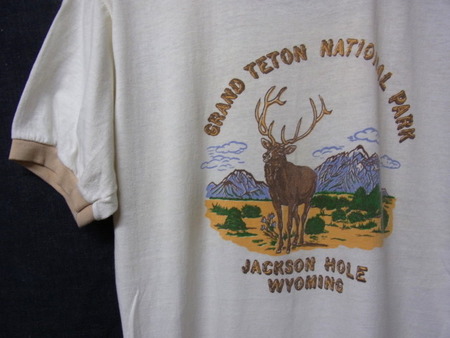 GRAND TETON NATIONAL PARK
JACKSON HOLE
WYOMING